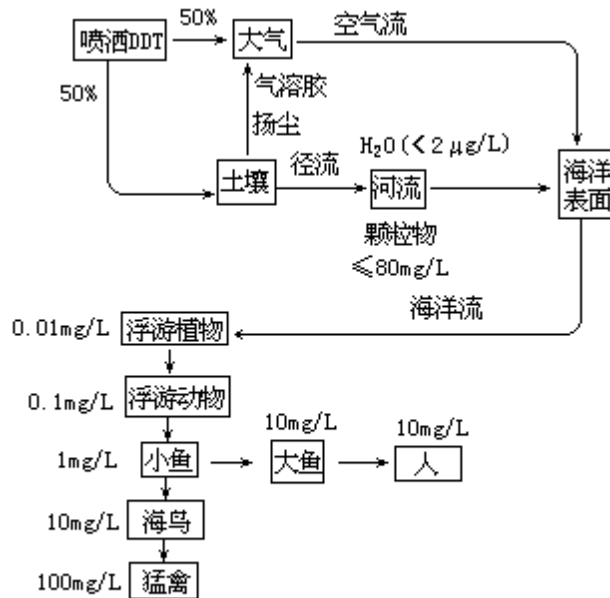 50%
空气流
喷洒DDT
大气
50%
气溶胶
扬尘
H₂O(<2μg/L)
土壤
径流
河流
海洋
表面
颗粒物
≤80mg/L
海洋流
0.01mg/L
浮游植物
0.1mg/L
浮游动物
10mg/L
10mg/L
1mg/L
小鱼
大鱼
人
10mg/L
海鸟
100mg/L
猛禽